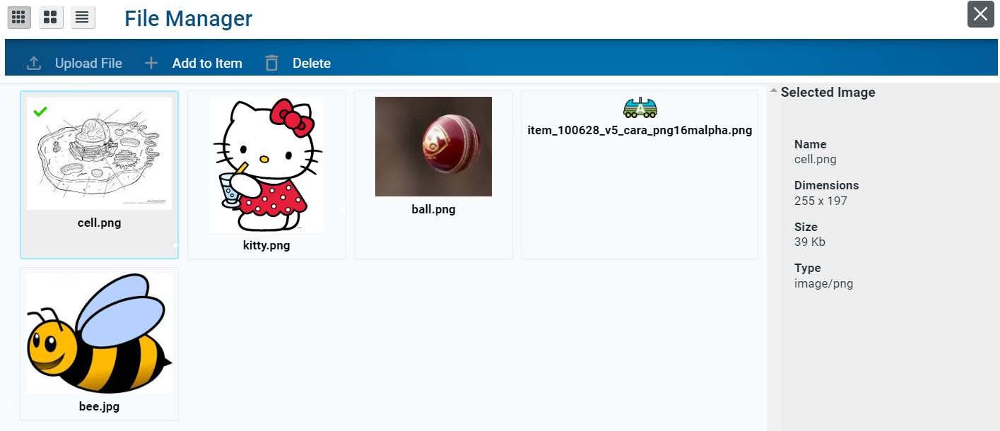 File Manager
Upload File
Add to Item
Delete
Selected Image
cell.png
kitty.png
ball.png
A
item_100628_v5_cara_png16malpha.png
bee.jpg
Name
cell.png
Dimensions
255 x 197
Size
39 Kb
Type
image/png